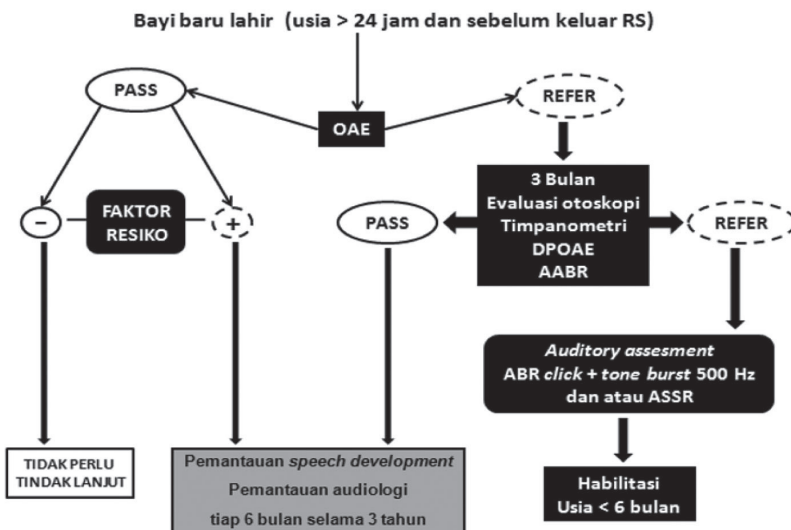 Bayi baru lahir (usia > 24 jam dan sebelum keluar RS)
PASS
OAE
REFER
3 Bulan
Evaluasi otoskopi
Timpanometri
DPOAE
AABR
−
FAKTOR
RESIKO
+
PASS
REFER
Auditory assesment
ABR click + tone burst 500 Hz
dan atau ASSR
TIDAK PERLU
TINDAK LANJUT
Pemantauan speech development
Pemantauan audiologi
tiap 6 bulan selama 3 tahun
Habilitasi
Usia < 6 bulan